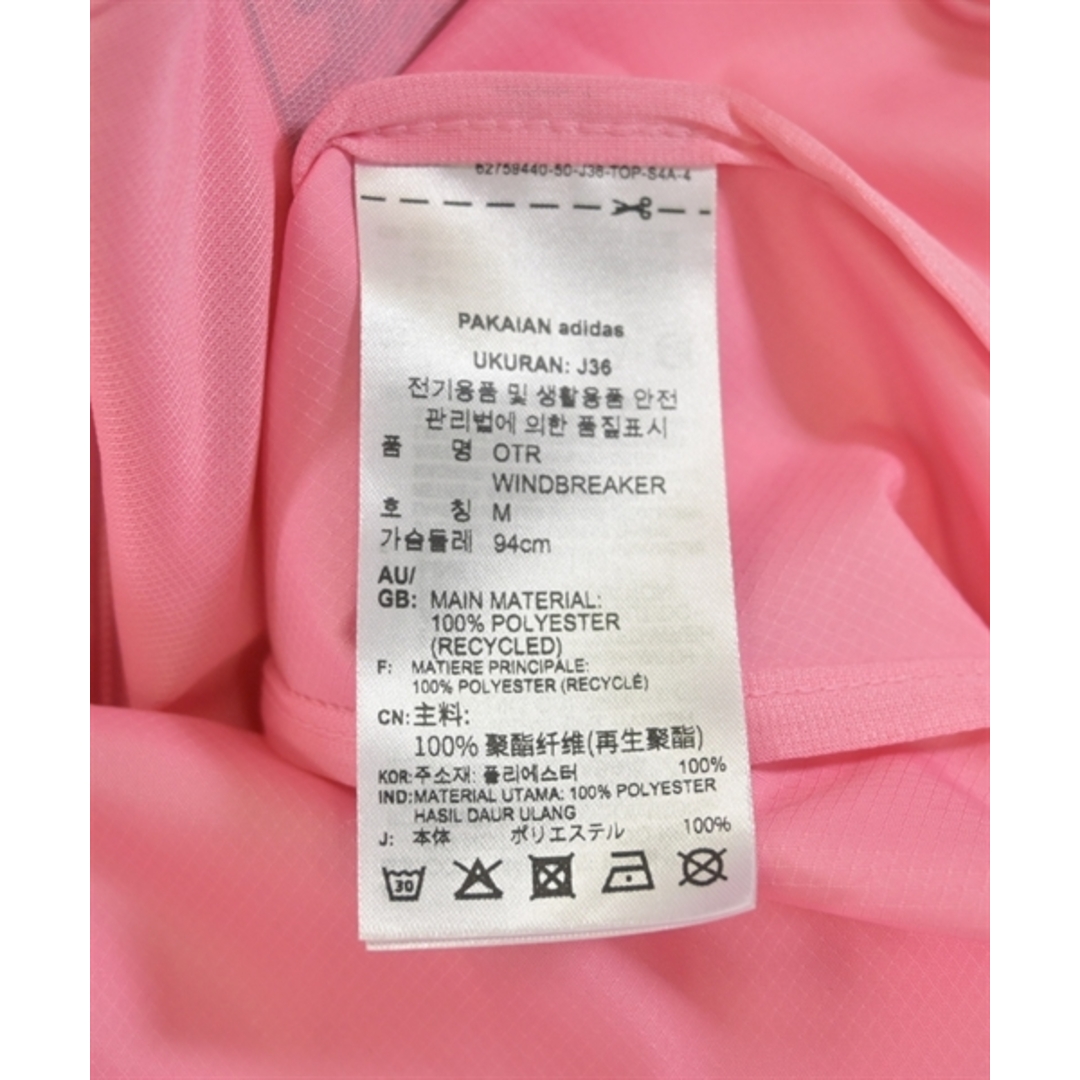 62759440-50-J36-TOP-S4A-4
PAKAIAN adidas
UKURAN: J36
전기용품 및 생활용품 안전
관리법에 의한 품질표시
품 명 OTR
WINDBREAKER
호 칭 M
가슴둘레 94cm
AU/
GB: MAIN MATERIAL:
100% POLYESTER
(RECYCLED)
F: MATIERE PRINCIPALE:
100% POLYESTER (RECYCLÉ)
CN:主料:
100% 聚酯纤维(再生聚酯)
KOR:주소재: 폴리에스터 100%
IND:MATERIAL UTAMA: 100% POLYESTER
HASIL DAUR ULANG
J: 本体 ポリエステル 100%
30